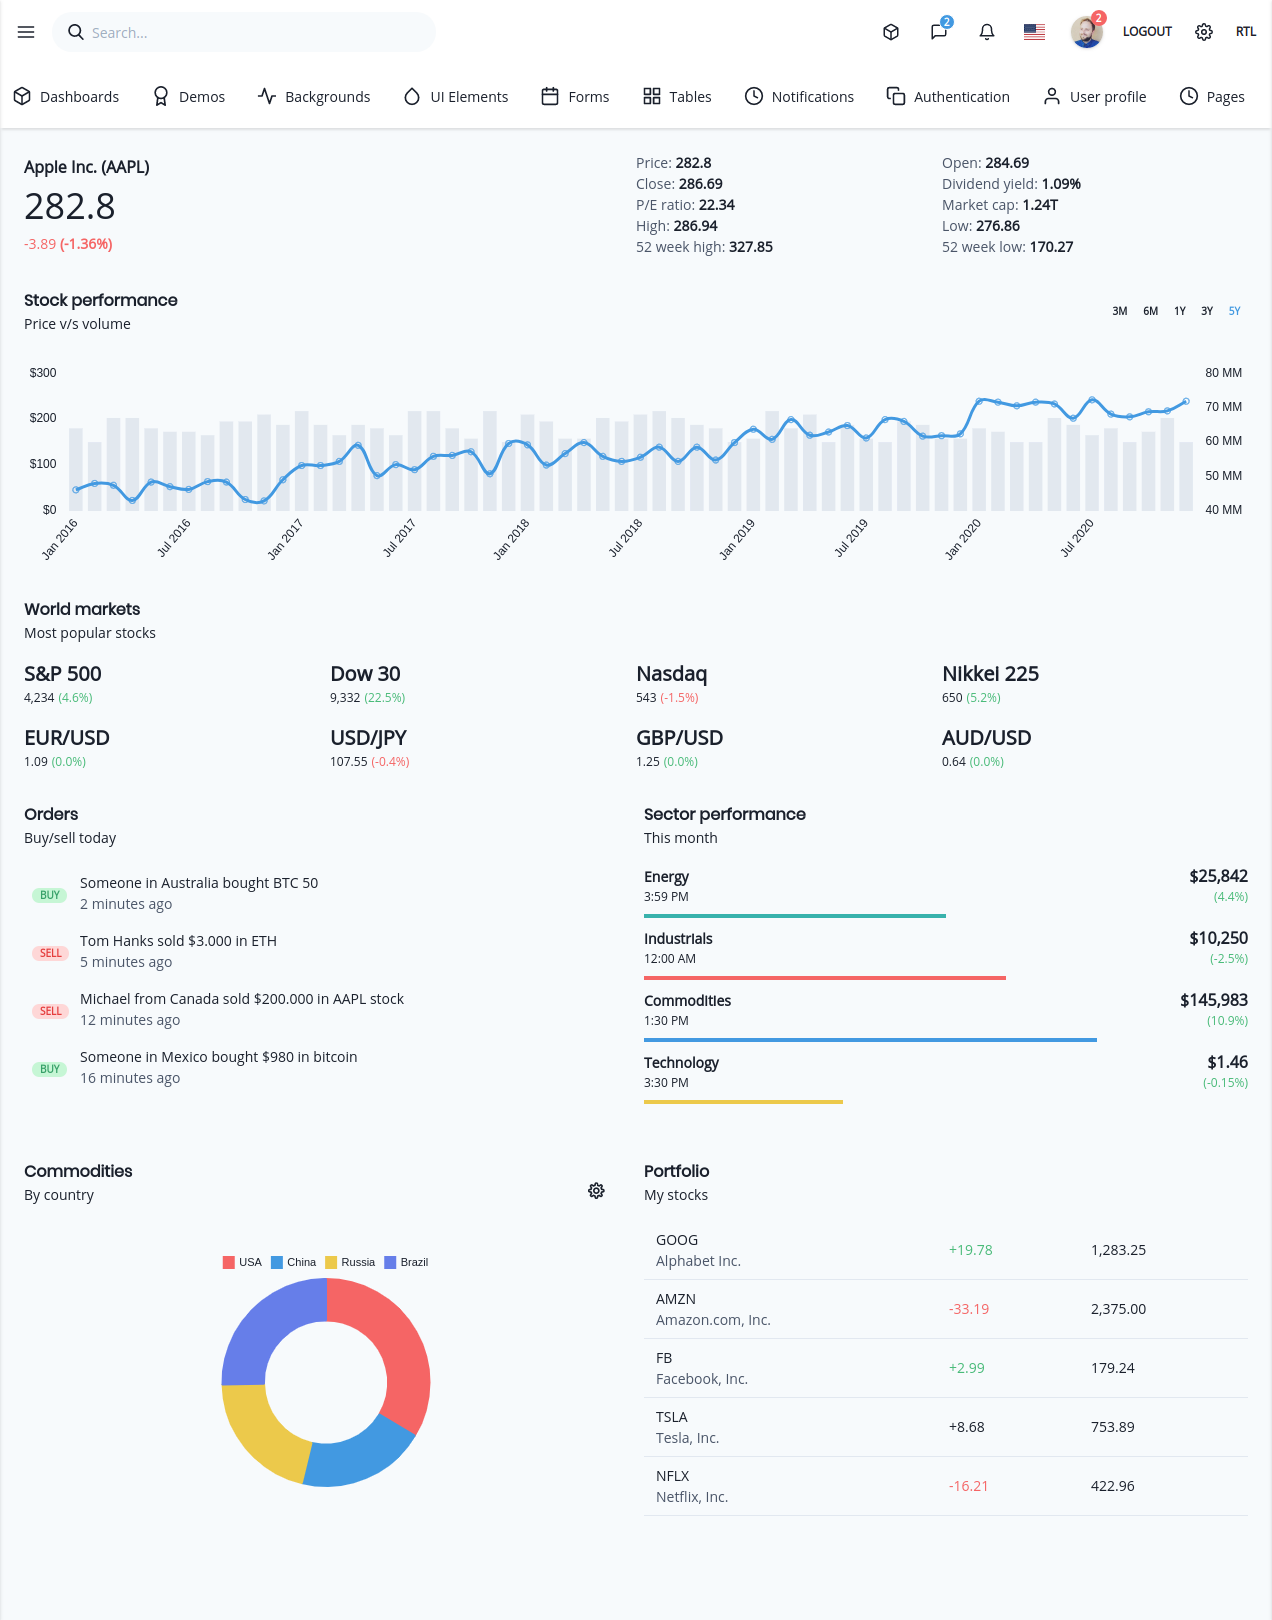 Search...
2
2
LOGOUT
RTL
Dashboards
Demos
Backgrounds
UI Elements
Forms
Tables
Notifications
Authentication
User profile
Pages
Apple Inc. (AAPL)
282.8
-3.89 (-1.36%)
Price: 282.8
Close: 286.69
P/E ratio: 22.34
High: 286.94
52 week high: 327.85
Open: 284.69
Dividend yield: 1.09%
Market cap: 1.24T
Low: 276.86
52 week low: 170.27
Stock performance
Price v/s volume
3M 6M 1Y 3Y 5Y
$300
$200
$100
$0
80 MM
70 MM
60 MM
50 MM
40 MM
Jan 2016
Jul 2016
Jan 2017
Jul 2017
Jan 2018
Jul 2018
Jan 2019
Jul 2019
Jan 2020
Jul 2020
World markets
Most popular stocks
S&P 500
4,234 (4.6%)
Dow 30
9,332 (22.5%)
Nasdaq
543 (-1.5%)
Nikkei 225
650 (5.2%)
EUR/USD
1.09 (0.0%)
USD/JPY
107.55 (-0.4%)
GBP/USD
1.25 (0.0%)
AUD/USD
0.64 (0.0%)
Orders
Buy/sell today
BUY
Someone in Australia bought BTC 50
2 minutes ago
SELL
Tom Hanks sold $3.000 in ETH
5 minutes ago
SELL
Michael from Canada sold $200.000 in AAPL stock
12 minutes ago
BUY
Someone in Mexico bought $980 in bitcoin
16 minutes ago
Sector performance
This month
Energy
3:59 PM
$25,842
(4.4%)
Industrials
12:00 AM
$10,250
(-2.5%)
Commodities
1:30 PM
$145,983
(10.9%)
Technology
3:30 PM
$1.46
(-0.15%)
Commodities
By country
USA China Russia Brazil
Portfolio
My stocks
GOOG
Alphabet Inc.
+19.78
1,283.25
AMZN
Amazon.com, Inc.
-33.19
2,375.00
FB
Facebook, Inc.
+2.99
179.24
TSLA
Tesla, Inc.
+8.68
753.89
NFLX
Netflix, Inc.
-16.21
422.96